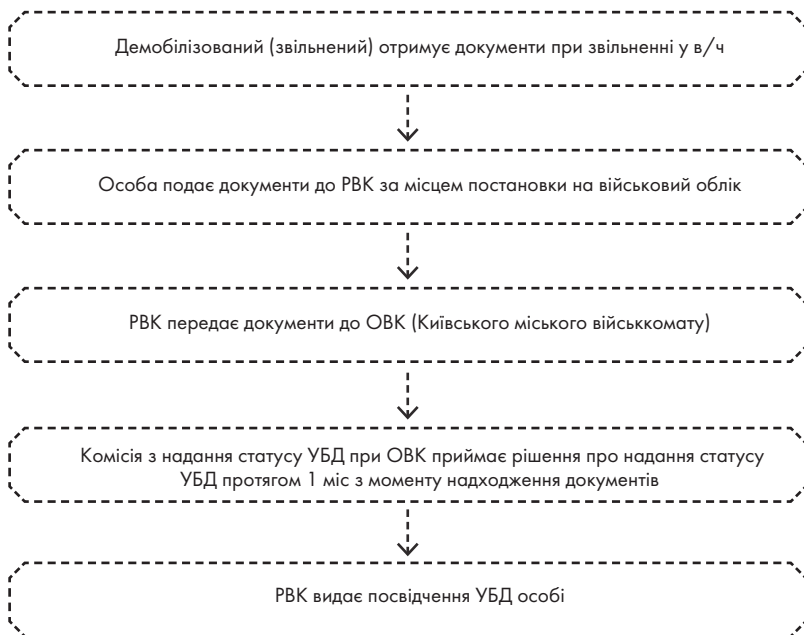 Демобілізований (звільнений) отримує документи при звільненні у в/ч
Особа подає документи до РВК за місцем постановки на військовий облік
РВК передає документи до ОВК (Київського міського військкомату)
Комісія з надання статусу УБД при ОВК приймає рішення про надання статусу
УБД протягом 1 міс з моменту надходження документів
РВК видає посвідчення УБД особі